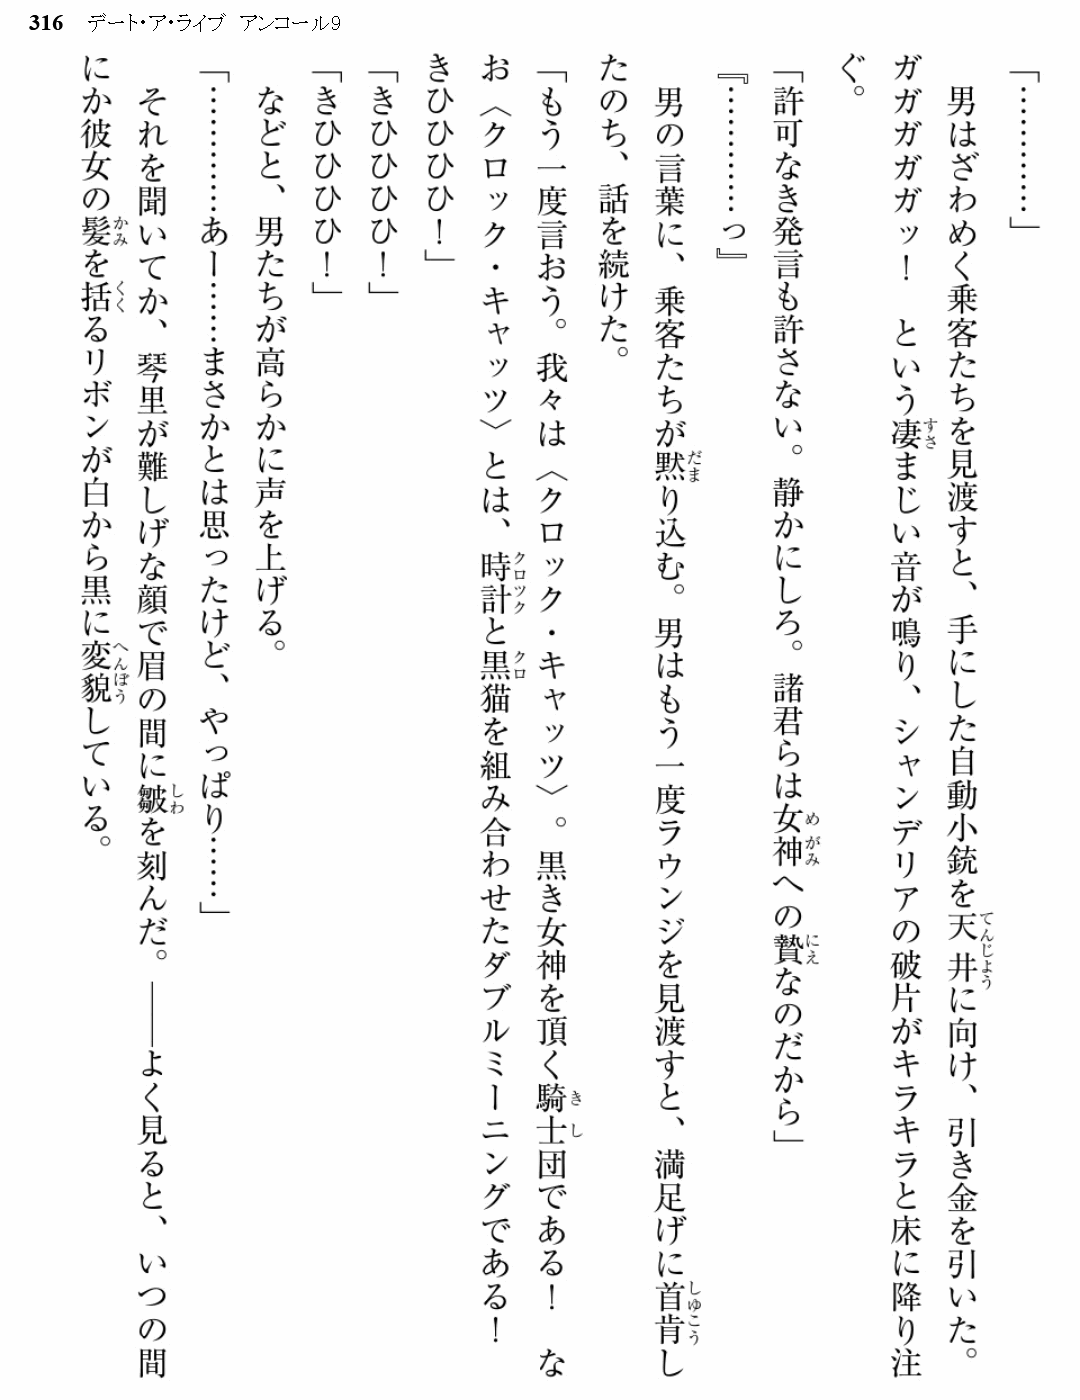 316 デート・ア・ライブ アンコール9
「…………」
男はざわめく乗客たちを見渡すと、手にした自動小銃を天井に向け、引き金を引いた。
ガガガガガッ！ という凄まじい音が鳴り、シャンデリアの破片がキラキラと床に降り注
ぐ。
「許可なき発言も許さない。静かにしろ。諸君らは女神への贄なのだから」
『…………っ』
男の言葉に、乗客たちが黙り込む。男はもう一度ラウンジを見渡すと、満足げに首肯し
たのち、話を続けた。
「もう一度言おう。我々は〈クロック・キャッツ〉。黒き女神を頂く騎士団である！ な
お〈クロック・キャッツ〉とは、時計と黒猫を組み合わせたダブルミーニングである！
きひひひひ！」
「きひひひひ！」
「きひひひひ！」
などと、男たちが高らかに声を上げる。
「…………あー……まさかとは思ったけど、やっぱり……」
それを聞いてか、琴里が難しげな顔で眉の間に皺を刻んだ。――よく見ると、いつの間
にか彼女の髪を括るリボンが白から黒に変貌している。